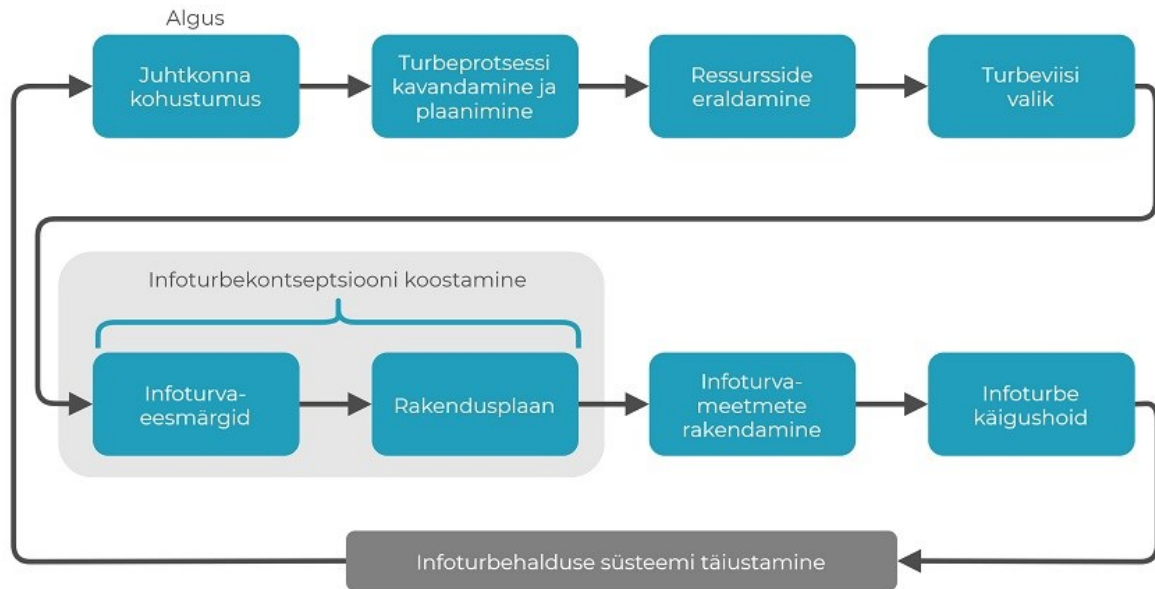 Algus
Juhtkonna
kohustumus
Turbeprotsessi
kavandamine ja
plaanimine
Ressursside
eraldamine
Turbeviisi
valik
Infoturbekontseptsiooni koostamine
Infoturva-
eesmärgid
Rakendusplaan
Infoturva-
meetmete
rakendamine
Infoturbe
käigushoid
Infoturbehalduse süsteemi täiustamine